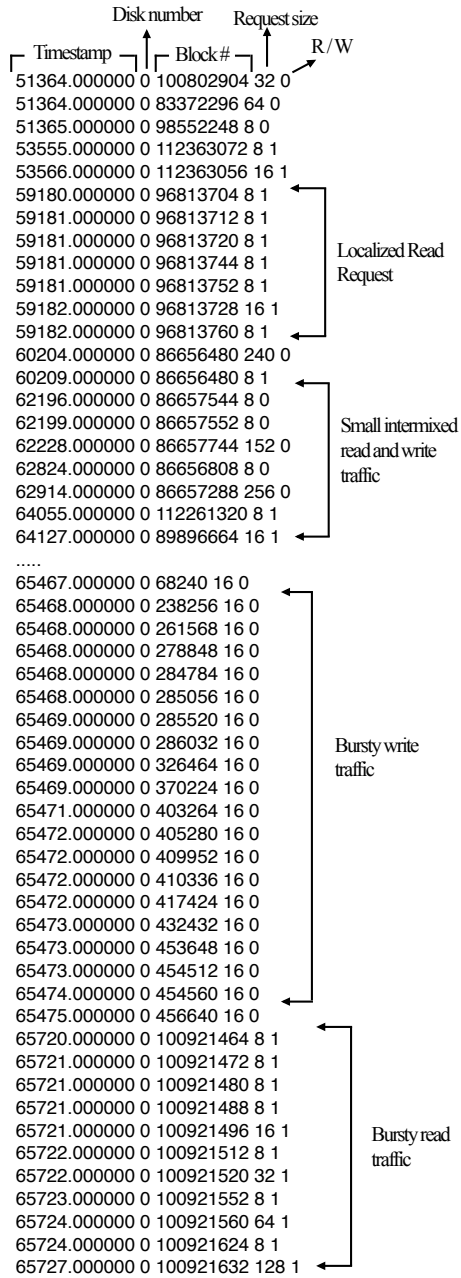 Disk number
Request size
R / W
Timestamp
Block #
51364.000000 0 100802904 32 0
51364.000000 0 83372296 64 0
51365.000000 0 98552248 8 0
53555.000000 0 112363072 8 1
53566.000000 0 112363056 16 1
59180.000000 0 96813704 8 1
59181.000000 0 96813712 8 1
59181.000000 0 96813720 8 1
59181.000000 0 96813744 8 1
59181.000000 0 96813752 8 1
59182.000000 0 96813728 16 1
59182.000000 0 96813760 8 1
Localized Read
Request
60204.000000 0 86656480 240 0
60209.000000 0 86656480 8 1
62196.000000 0 86657544 8 0
62199.000000 0 86657552 8 0
62228.000000 0 86657744 152 0
62824.000000 0 86656808 8 0
62914.000000 0 86657288 256 0
64055.000000 0 112261320 8 1
64127.000000 0 89896664 16 1
Small intermixed
read and write
traffic
.....
65467.000000 0 68240 16 0
65468.000000 0 238256 16 0
65468.000000 0 261568 16 0
65468.000000 0 278848 16 0
65468.000000 0 284784 16 0
65468.000000 0 285056 16 0
65469.000000 0 285520 16 0
65469.000000 0 286032 16 0
65469.000000 0 326464 16 0
65469.000000 0 370224 16 0
65471.000000 0 403264 16 0
65472.000000 0 405280 16 0
65472.000000 0 409952 16 0
65472.000000 0 410336 16 0
65472.000000 0 417424 16 0
65473.000000 0 432432 16 0
65473.000000 0 453648 16 0
65473.000000 0 454512 16 0
65474.000000 0 454560 16 0
65475.000000 0 456640 16 0
Bursty write
traffic
65720.000000 0 100921464 8 1
65721.000000 0 100921472 8 1
65721.000000 0 100921480 8 1
65721.000000 0 100921488 8 1
65721.000000 0 100921496 16 1
65722.000000 0 100921512 8 1
65722.000000 0 100921520 32 1
65723.000000 0 100921552 8 1
65724.000000 0 100921560 64 1
65724.000000 0 100921624 8 1
65727.000000 0 100921632 128 1
Bursty read
traffic